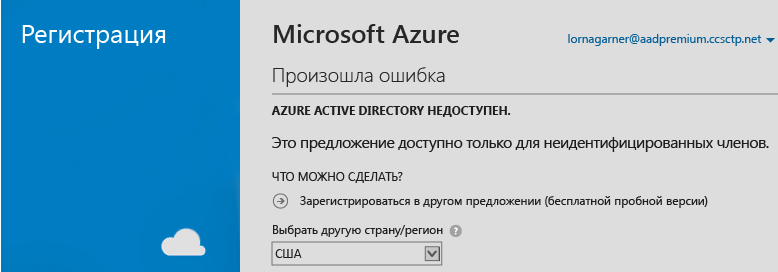 Регистрация
Microsoft Azure
lornagarner@aadpremium.ccsctp.net
Произошла ошибка
AZURE ACTIVE DIRECTORY НЕДОСТУПЕН.
Это предложение доступно только для неидентифицированных членов.
ЧТО МОЖНО СДЕЛАТЬ?
Зарегистрироваться в другом предложении (бесплатной пробной версии)
Выбрать другую страну/регион ?
США